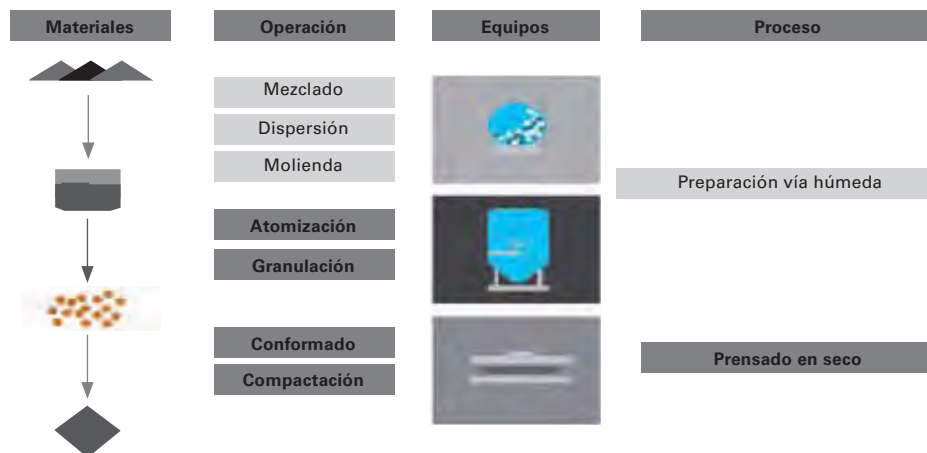 Materiales
Operación
Equipos
Proceso
Mezclado
Dispersión
Molienda
Preparación vía húmeda
Atomización
Granulación
Conformado
Compactación
Prensado en seco